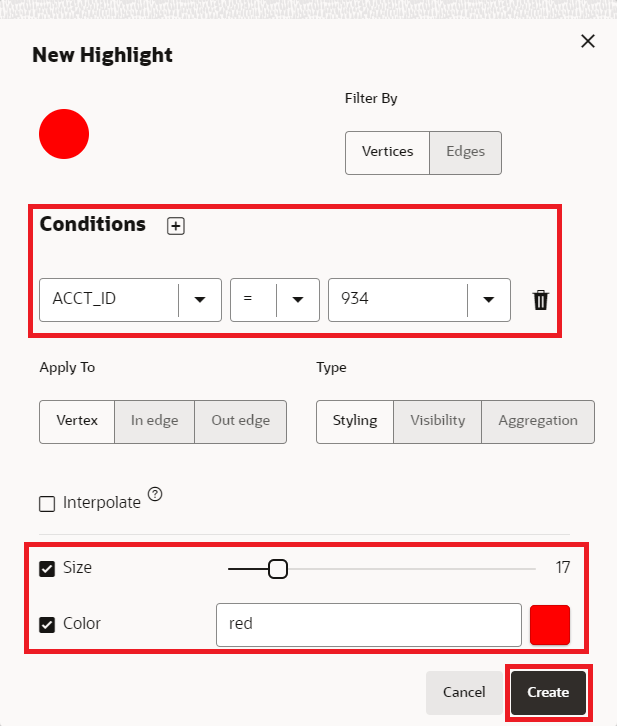 New Highlight
Filter By
Vertices Edges
Conditions
ACCT_ID = 934
Apply To Type
Vertex In edge Out edge Styling Visibility Aggregation
Interpolate ?
Size 17
Color red
Cancel Create